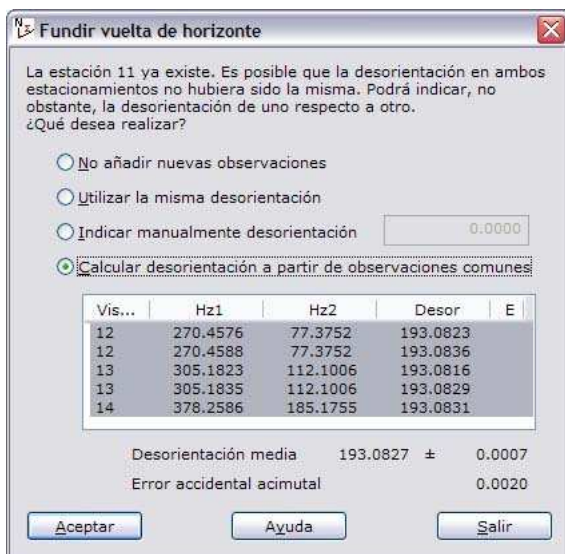 Fundir vuelta de horizonte
La estación 11 ya existe. Es posible que la desorientación en ambos
estacionamientos no hubiera sido la misma. Podrá indicar, no
obstante, la desorientación de uno respecto a otro.
¿Qué desea realizar?
No añadir nuevas observaciones
Utilizar la misma desorientación
Indicar manualmente desorientación 0.0000
Calcular desorientación a partir de observaciones comunes
Vis... Hz1 Hz2 Desor E
12 270.4576 77.3752 193.0823
12 270.4588 77.3752 193.0836
13 305.1823 112.1006 193.0816
13 305.1835 112.1006 193.0829
14 378.2586 185.1755 193.0831
Desorientación media 193.0827 ± 0.0007
Error accidental acimutal 0.0020
Aceptar Ayuda Salir